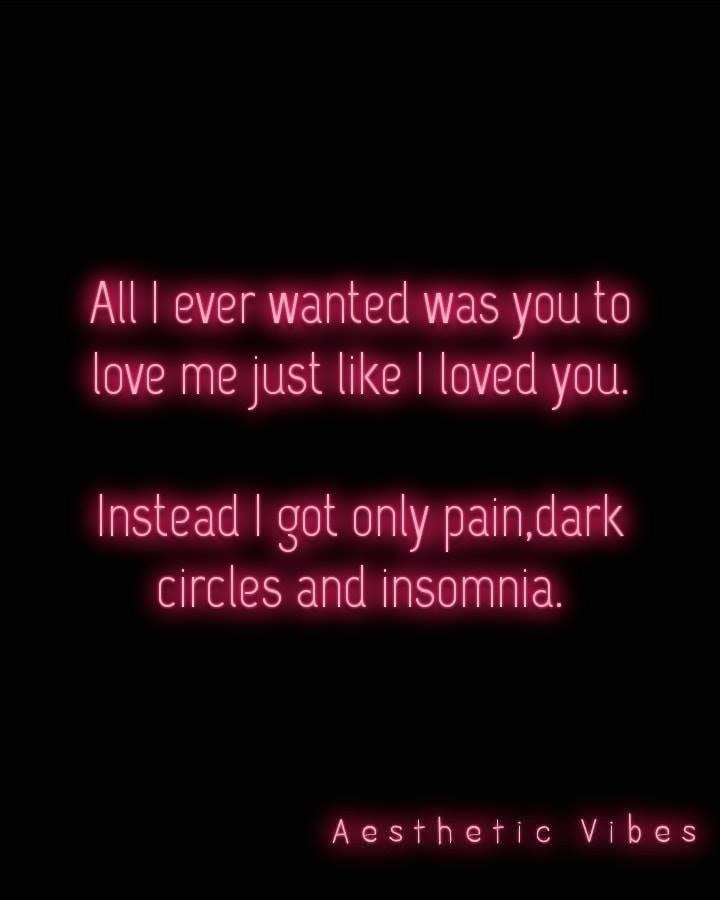 All I ever wanted was you to
love me just like I loved you.
Instead I got only pain,dark
circles and insomnia.
Aesthetic Vibes